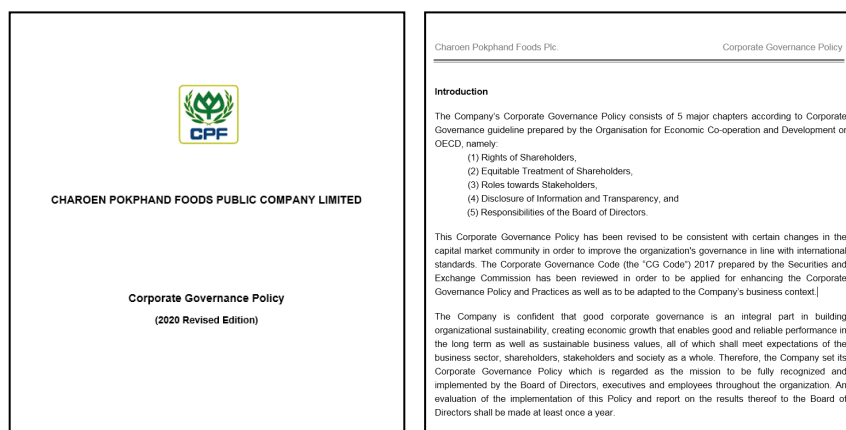 CPF
CHAROEN POKPHAND FOODS PUBLIC COMPANY LIMITED
Corporate Governance Policy
(2020 Revised Edition)
Charoen Pokphand Foods Plc. Corporate Governance Policy
Introduction
The Company's Corporate Governance Policy consists of 5 major chapters according to Corporate
Governance guideline prepared by the Organisation for Economic Co-operation and Development or
OECD, namely:
(1) Rights of Shareholders,
(2) Equitable Treatment of Shareholders,
(3) Roles towards Stakeholders,
(4) Disclosure of Information and Transparency, and
(5) Responsibilities of the Board of Directors.
This Corporate Governance Policy has been revised to be consistent with certain changes in the
capital market community in order to improve the organization's governance in line with international
standards. The Corporate Governance Code (the "CG Code") 2017 prepared by the Securities and
Exchange Commission has been reviewed in order to be applied for enhancing the Corporate
Governance Policy and Practices as well as to be adapted to the Company's business context.
The Company is confident that good corporate governance is an integral part in building
organizational sustainability, creating economic growth that enables good and reliable performance in
the long term as well as sustainable business values, all of which shall meet expectations of the
business sector, shareholders, stakeholders and society as a whole. Therefore, the Company set its
Corporate Governance Policy which is regarded as the mission to be fully recognized and
implemented by the Board of Directors, executives and employees throughout the organization. An
evaluation of the implementation of this Policy and report on the results thereof to the Board of
Directors shall be made at least once a year.